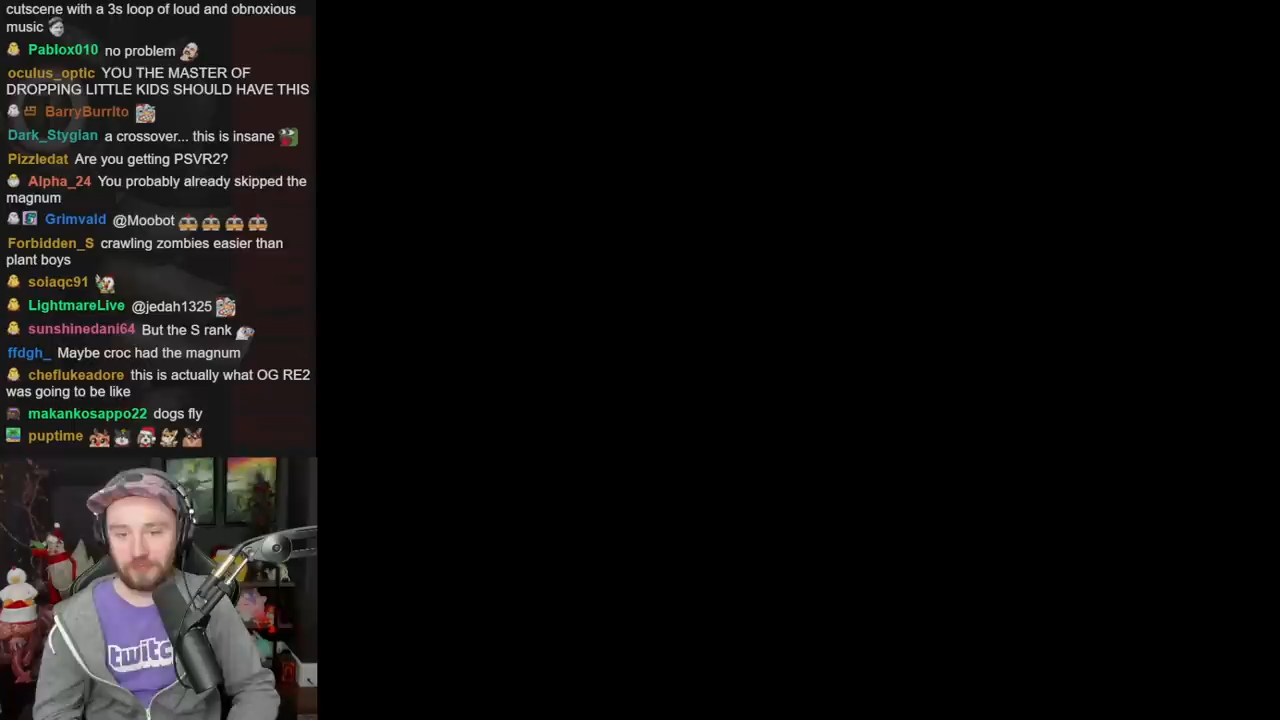 cutscene with a 3s loop of loud and obnoxious
music
Pablox010 no problem
oculus_optic YOU THE MASTER OF
DROPPING LITTLE KIDS SHOULD HAVE THIS
BarryBurrito
Dark_Stygian a crossover... this is insane
Pizzledat Are you getting PSVR2?
Alpha_24 You probably already skipped the
magnum
Grimvald @Moobot
Forbidden_S crawling zombies easier than
plant boys
solaqc91
LightmareLive @jedah1325
sunshinedani64 But the S rank
ffdgh_ Maybe croc had the magnum
cheflukeadore this is actually what OG RE2
was going to be like
makankosappo22 dogs fly
puptime
twitc